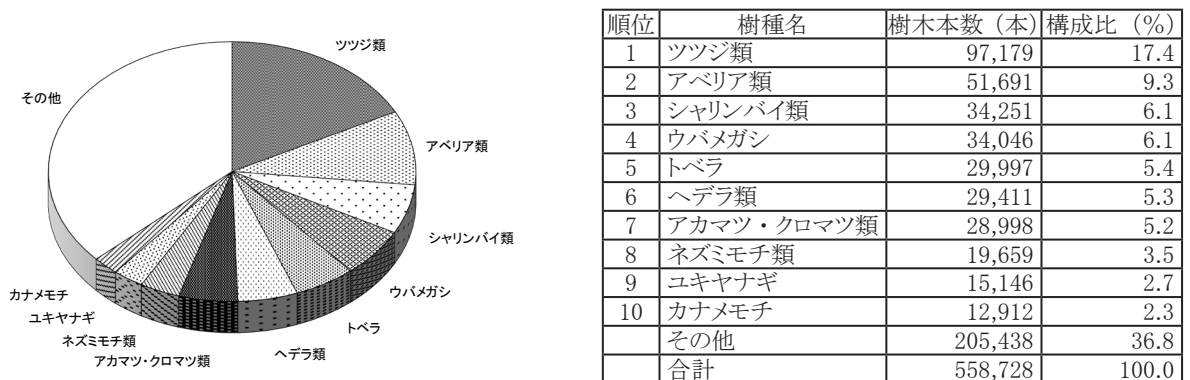 ツツジ類
その他
アベリア類
シャリンバイ類
ウバメガシ
カナメモチ
ユキヤナギ
トベラ
ネズミモチ類
ヘデラ類
アカマツ・クロマツ類
順位 樹種名 樹木本数（本） 構成比（%）
1 ツツジ類 97,179 17.4
2 アベリア類 51,691 9.3
3 シャリンバイ類 34,251 6.1
4 ウバメガシ 34,046 6.1
5 トベラ 29,997 5.4
6 ヘデラ類 29,411 5.3
7 アカマツ・クロマツ類 28,998 5.2
8 ネズミモチ類 19,659 3.5
9 ユキヤナギ 15,146 2.7
10 カナメモチ 12,912 2.3
その他 205,438 36.8
合計 558,728 100.0